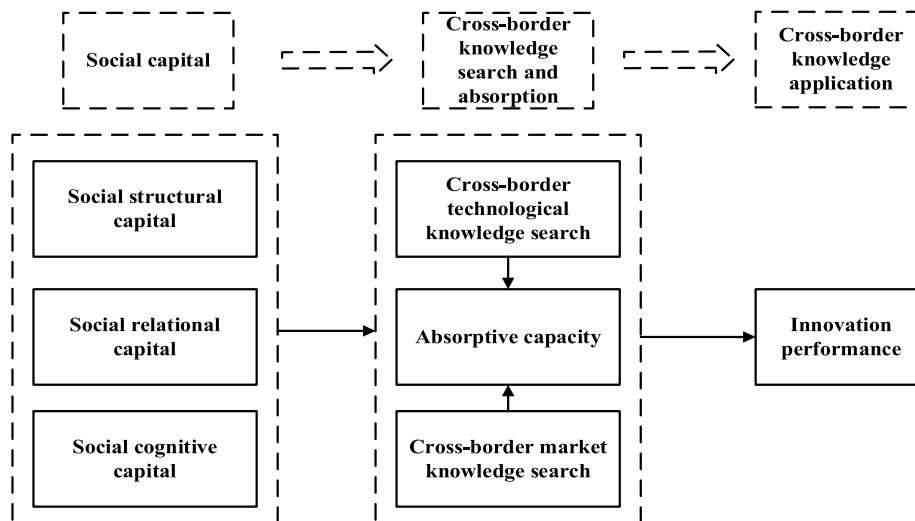 Social capital
Cross-border
knowledge
search and
absorption
Cross-border
knowledge
application
Social structural
capital
Cross-border
technological
knowledge search
Social relational
capital
Absorptive capacity
Innovation
performance
Social cognitive
capital
Cross-border market
knowledge search